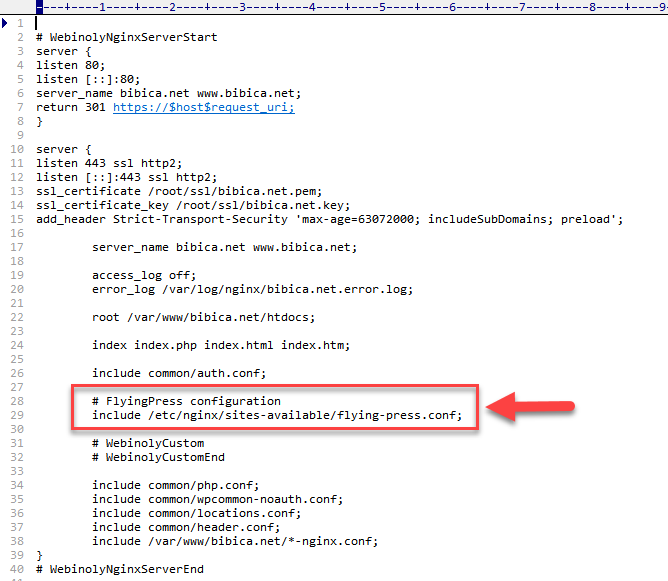 ----+----1----+----2----+----3----+----4----+----5----+----6----+----7----+----8----+----9-
1
2 # WebinolyNginxServerStart
3 server {
4 listen 80;
5 listen [::]:80;
6 server_name bibica.net www.bibica.net;
7 return 301 https://$host$request_uri;
8 }
9
10 server {
11 listen 443 ssl http2;
12 listen [::]:443 ssl http2;
13 ssl_certificate /root/ssl/bibica.net.pem;
14 ssl_certificate_key /root/ssl/bibica.net.key;
15 add_header Strict-Transport-Security 'max-age=63072000; includeSubDomains; preload';
16
17 server_name bibica.net www.bibica.net;
18
19 access_log off;
20 error_log /var/log/nginx/bibica.net.error.log;
21
22 root /var/www/bibica.net/htdocs;
23
24 index index.php index.html index.htm;
25
26 include common/auth.conf;
27
28 # FlyingPress configuration
29 include /etc/nginx/sites-available/flying-press.conf;
30
31 # WebinolyCustom
32 # WebinolyCustomEnd
33
34 include common/php.conf;
35 include common/wpcommon-noauth.conf;
36 include common/locations.conf;
37 include common/header.conf;
38 include /var/www/bibica.net/*-nginx.conf;
39 }
40 # WebinolyNginxServerEnd